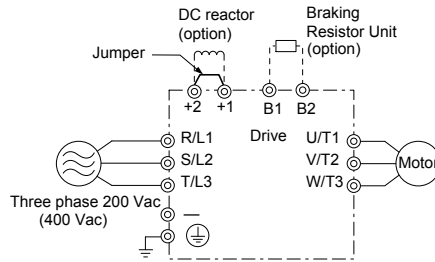 DC reactor
(option)
Braking
Resistor Unit
(option)
Jumper
+2
+1
B1
B2
Drive
R/L1
S/L2
T/L3
U/T1
V/T2
W/T3
Motor
Three phase 200 Vac
(400 Vac)
—